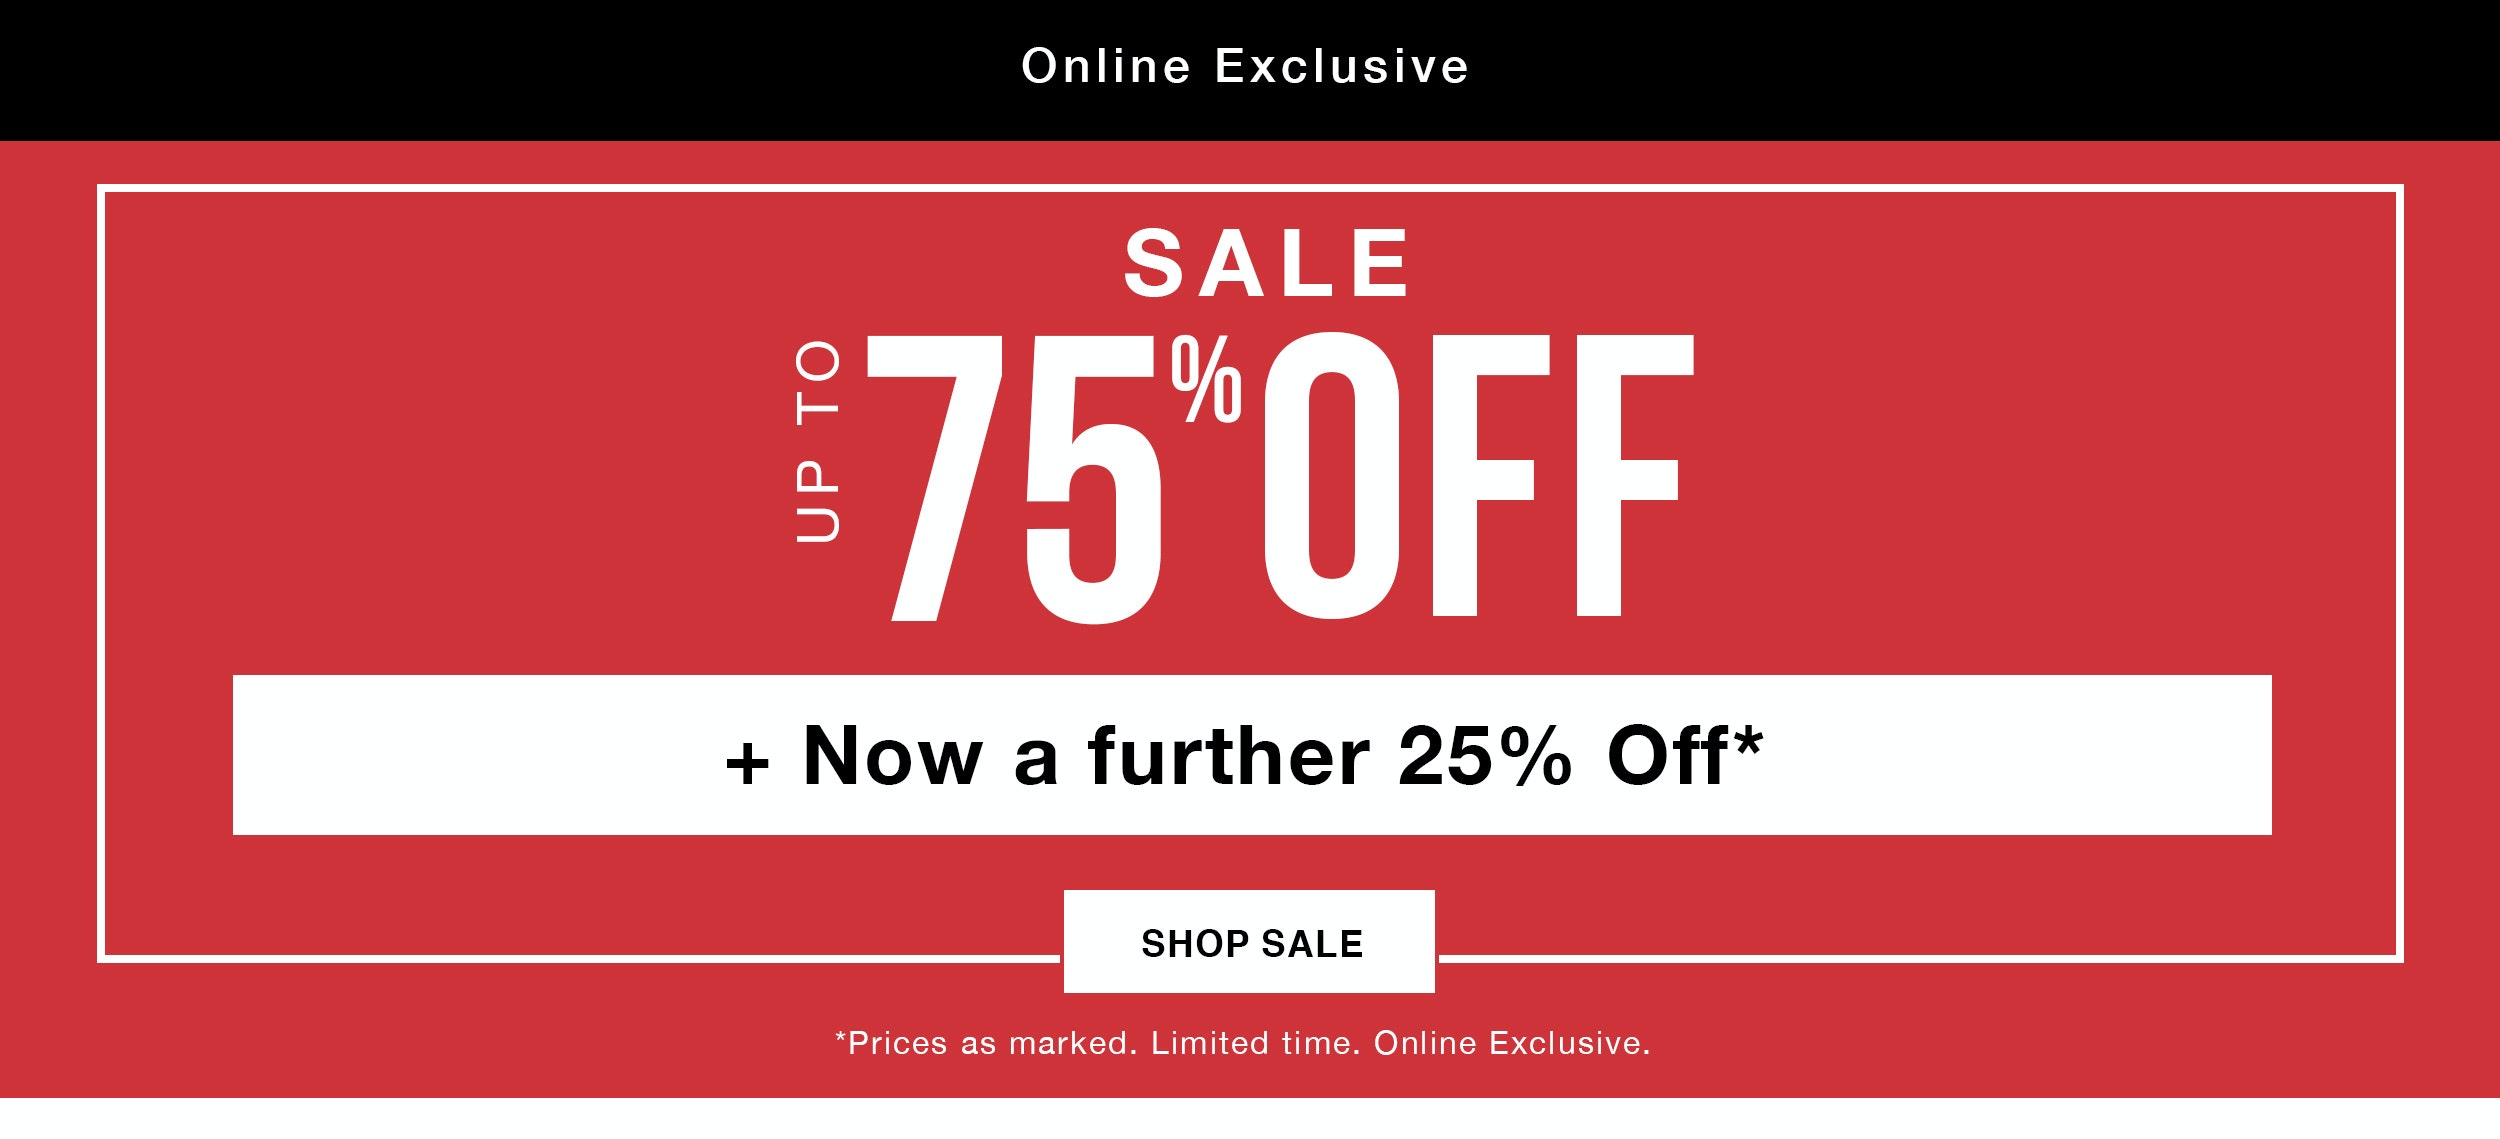 Online Exclusive
SALE
UP TO
75% OFF
+ Now a further 25% Off*
SHOP SALE
*Prices as marked. Limited time. Online Exclusive.